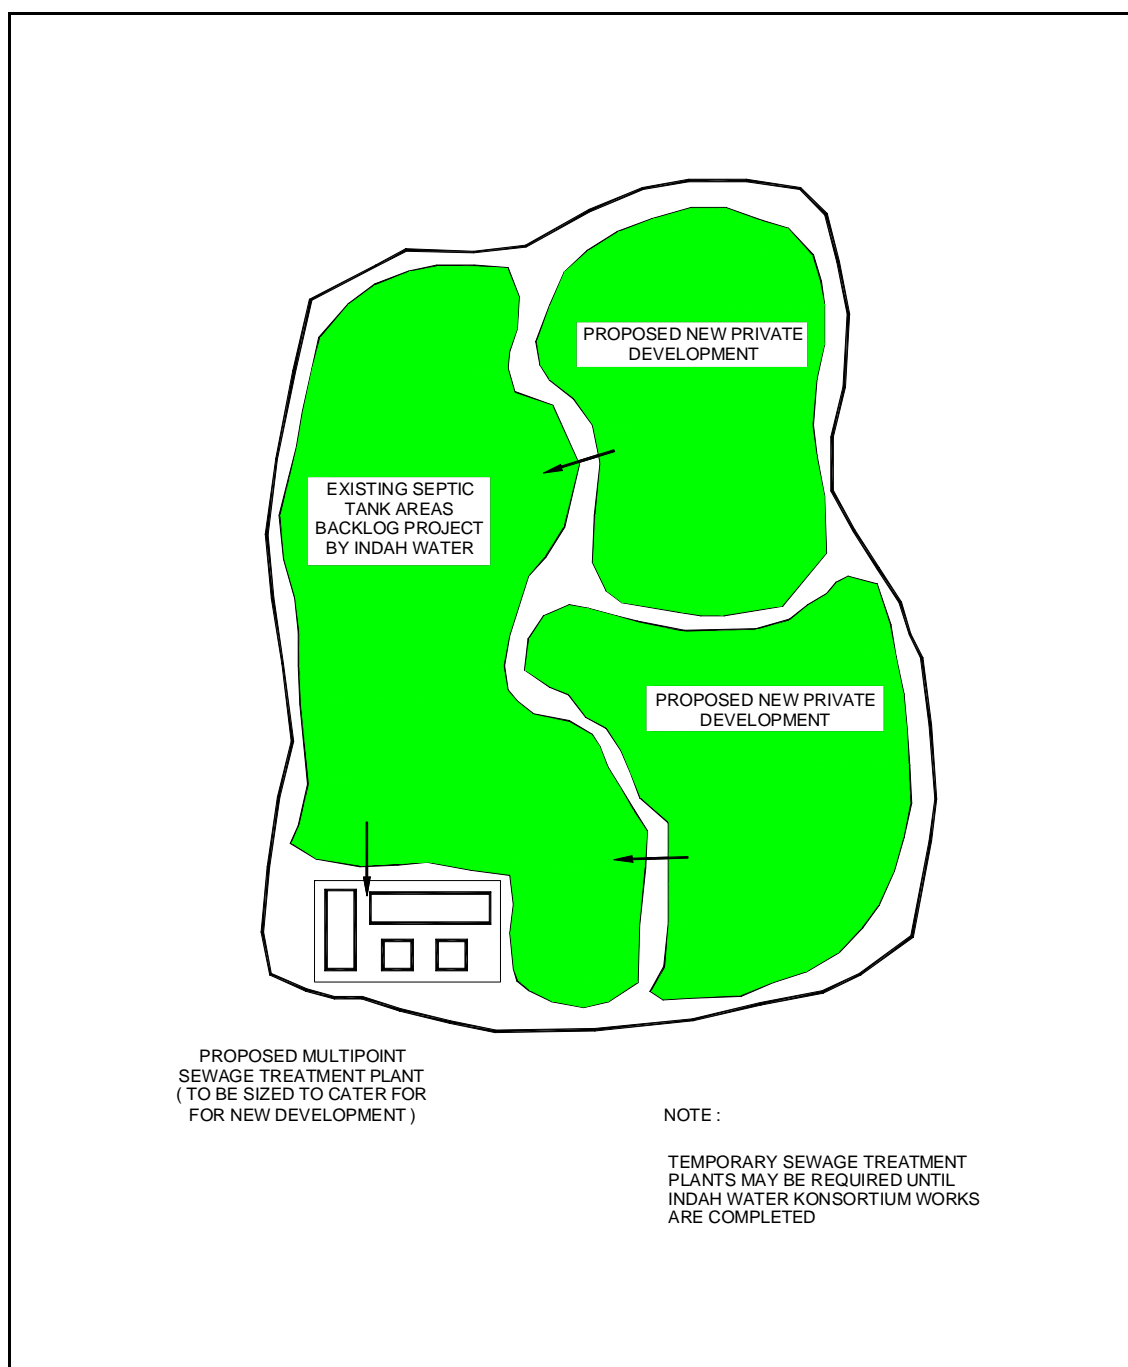 PROPOSED NEW PRIVATE
DEVELOPMENT
EXISTING SEPTIC
TANK AREAS
BACKLOG PROJECT
BY INDAH WATER
PROPOSED NEW PRIVATE
DEVELOPMENT
PROPOSED MULTIPOINT
SEWAGE TREATMENT PLANT
( TO BE SIZED TO CATER FOR
FOR NEW DEVELOPMENT )
NOTE :
TEMPORARY SEWAGE TREATMENT
PLANTS MAY BE REQUIRED UNTIL
INDAH WATER KONSORTIUM WORKS
ARE COMPLETED